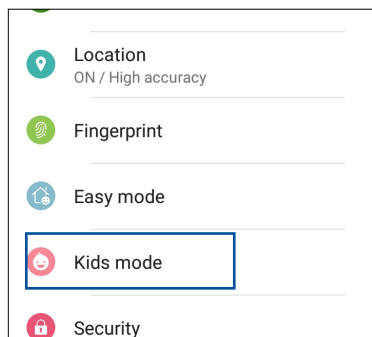 Location
ON / High accuracy
Fingerprint
Easy mode
Kids mode
Security